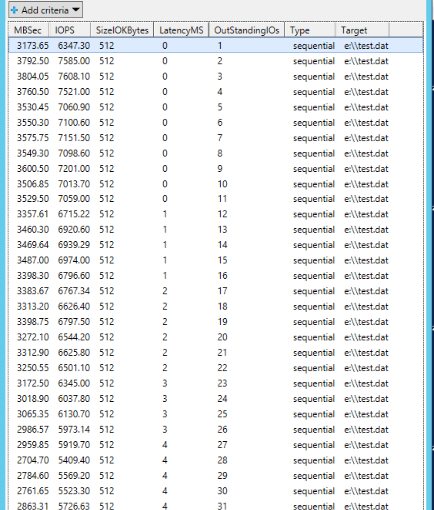 Add criteria
MBSec IOPS SizeIOKBytes LatencyMS OutStandingIOs Type Target
3173.65 6347.30 512 0 1 sequential e:\\test.dat
3792.50 7585.00 512 0 2 sequential e:\\test.dat
3804.05 7608.10 512 0 3 sequential e:\\test.dat
3760.50 7521.00 512 0 4 sequential e:\\test.dat
3530.45 7060.90 512 0 5 sequential e:\\test.dat
3550.30 7100.60 512 0 6 sequential e:\\test.dat
3575.75 7151.50 512 0 7 sequential e:\\test.dat
3549.30 7098.60 512 0 8 sequential e:\\test.dat
3600.50 7201.00 512 0 9 sequential e:\\test.dat
3506.85 7013.70 512 0 10 sequential e:\\test.dat
3529.50 7059.00 512 0 11 sequential e:\\test.dat
3357.61 6715.22 512 1 12 sequential e:\\test.dat
3460.30 6920.60 512 1 13 sequential e:\\test.dat
3469.64 6939.29 512 1 14 sequential e:\\test.dat
3487.00 6974.00 512 1 15 sequential e:\\test.dat
3398.30 6796.60 512 1 16 sequential e:\\test.dat
3383.67 6767.34 512 2 17 sequential e:\\test.dat
3313.20 6626.40 512 2 18 sequential e:\\test.dat
3398.75 6797.50 512 2 19 sequential e:\\test.dat
3272.10 6544.20 512 2 20 sequential e:\\test.dat
3312.90 6625.80 512 2 21 sequential e:\\test.dat
3250.55 6501.10 512 2 22 sequential e:\\test.dat
3172.50 6345.00 512 3 23 sequential e:\\test.dat
3018.90 6037.80 512 3 24 sequential e:\\test.dat
3065.35 6130.70 512 3 25 sequential e:\\test.dat
2986.57 5973.14 512 3 26 sequential e:\\test.dat
2959.85 5919.70 512 4 27 sequential e:\\test.dat
2704.70 5409.40 512 4 28 sequential e:\\test.dat
2784.60 5569.20 512 4 29 sequential e:\\test.dat
2761.65 5523.30 512 4 30 sequential e:\\test.dat
2863.31 5726.63 512 4 31 sequential e:\\test.dat